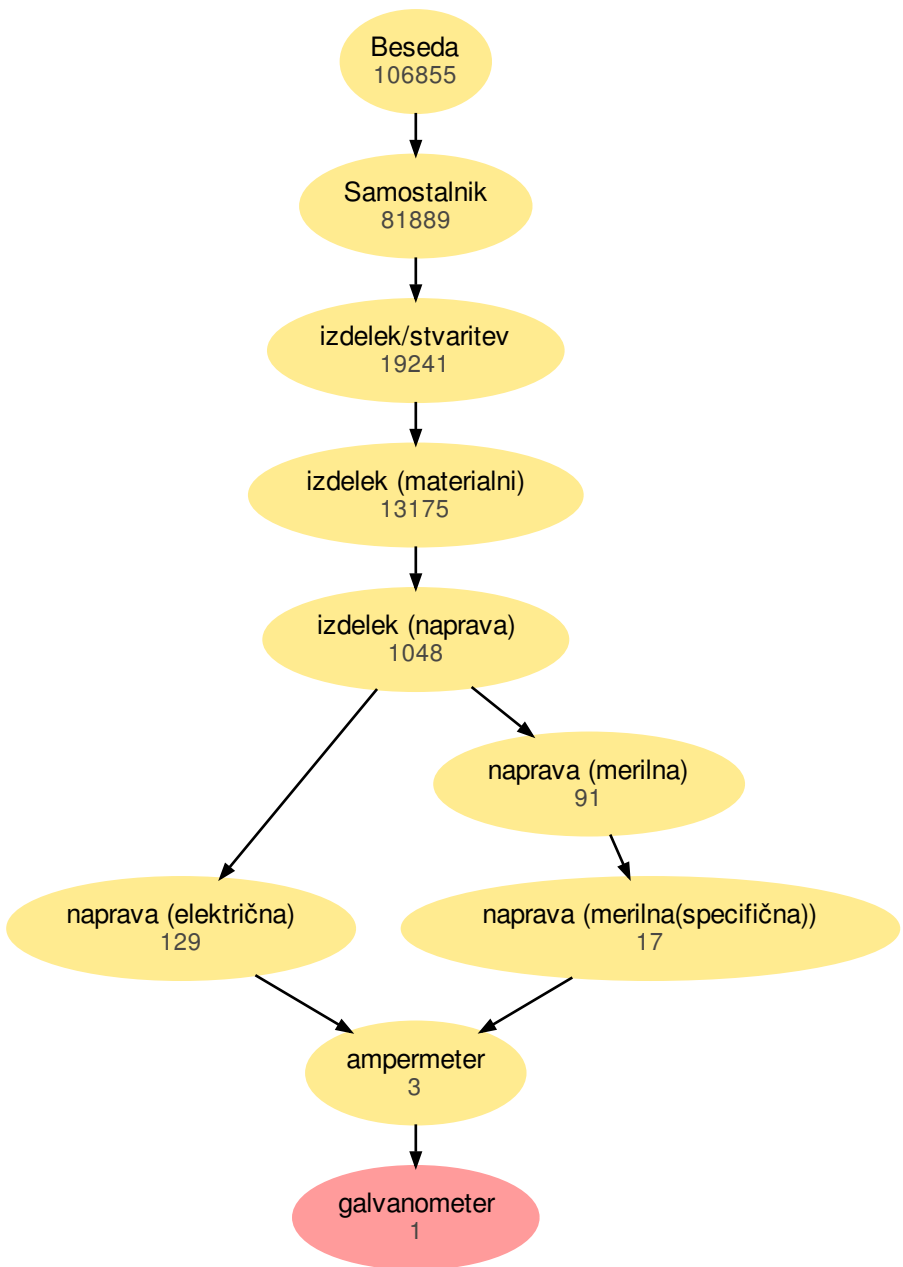 Beseda
106855
Samostalnik
81889
izdelek/stvaritev
19241
izdelek (materialni)
13175
izdelek (naprava)
1048
naprava (merilna)
91
naprava (električna)
129
naprava (merilna(specifična))
17
ampermeter
3
galvanometer
1